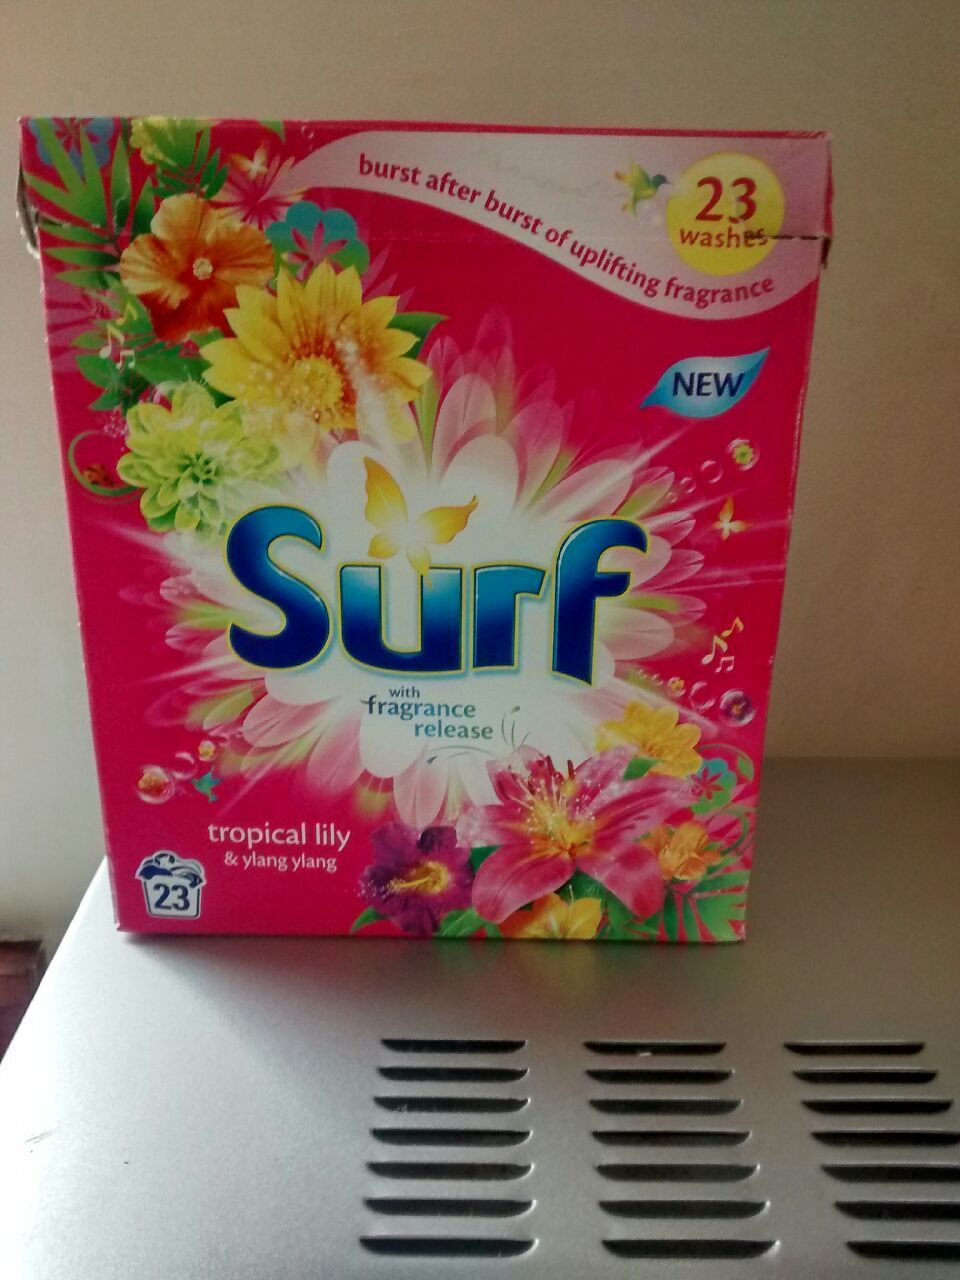 burst after burst of uplifting fragrance
23
washes
NEW
Surf
with
fragrance
release
tropical lily
& ylang ylang
23